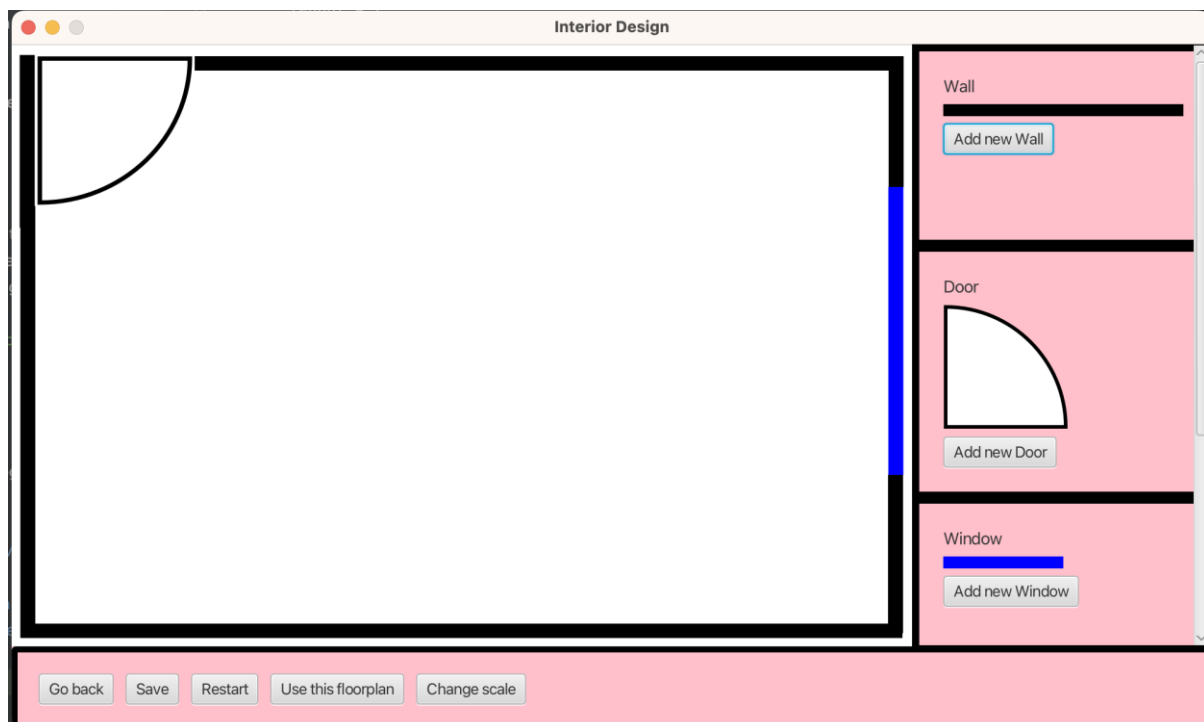 Interior Design
Wall
Add new Wall
Door
Add new Door
Window
Add new Window
Go back
Save
Restart
Use this floorplan
Change scale